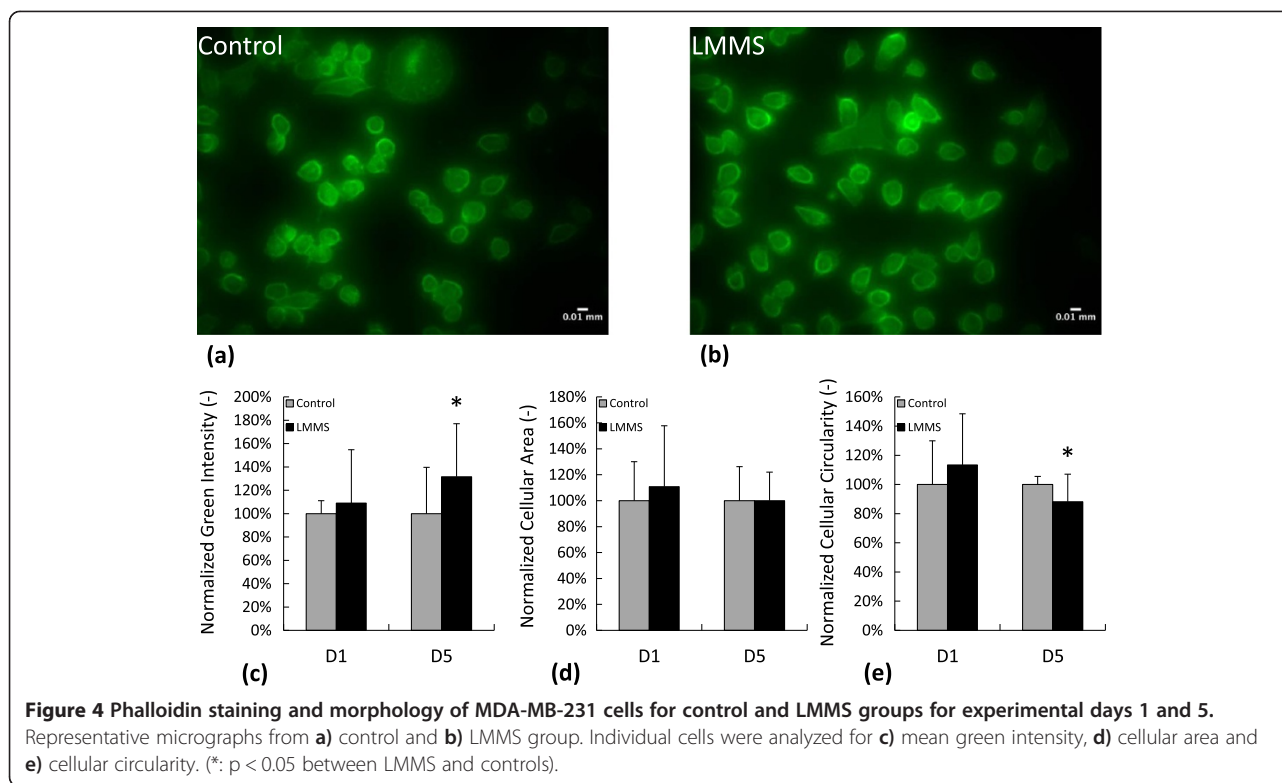 Control
LMMS
0.01 mm
0.01 mm
(a)
(b)
Normalized Green Intensity (-)
200%
180%
160%
140%
120%
100%
80%
60%
40%
20%
0%
Control
LMMS
*
D1
D5
(c)
Normalized Cellular Area (-)
180%
160%
140%
120%
100%
80%
60%
40%
20%
0%
Control
LMMS
D1
D5
(d)
Normalized Cellular Circularity (-)
160%
140%
120%
100%
80%
60%
40%
20%
0%
Control
LMMS
*
D1
D5
(e)
Figure 4 Phalloidin staining and morphology of MDA-MB-231 cells for control and LMMS groups for experimental days 1 and 5.
Representative micrographs from a) control and b) LMMS group. Individual cells were analyzed for c) mean green intensity, d) cellular area and
e) cellular circularity. (*: p < 0.05 between LMMS and controls).